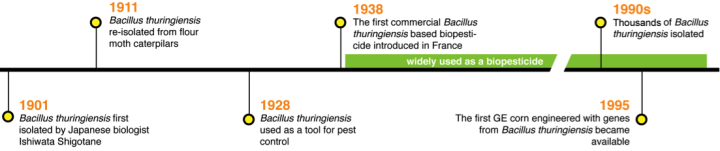 1911
Bacillus thuringiensis
re-isolated from flour
moth caterpilars
1938
The first commercial Bacillus
thuringiensis based biopesti-
cide introduced in France
1990s
Thousands of Bacillus
thurigiensis isolated
widely used as a biopesticide
1901
Bacillus thuringiensis first
isolated by Japanese biologist
Ishiwata Shigotane
1928
Bacillus thuringiensis
used as a tool for pest
control
1995
The first GE corn engineered with genes
from Bacillus thuringiensis became
available